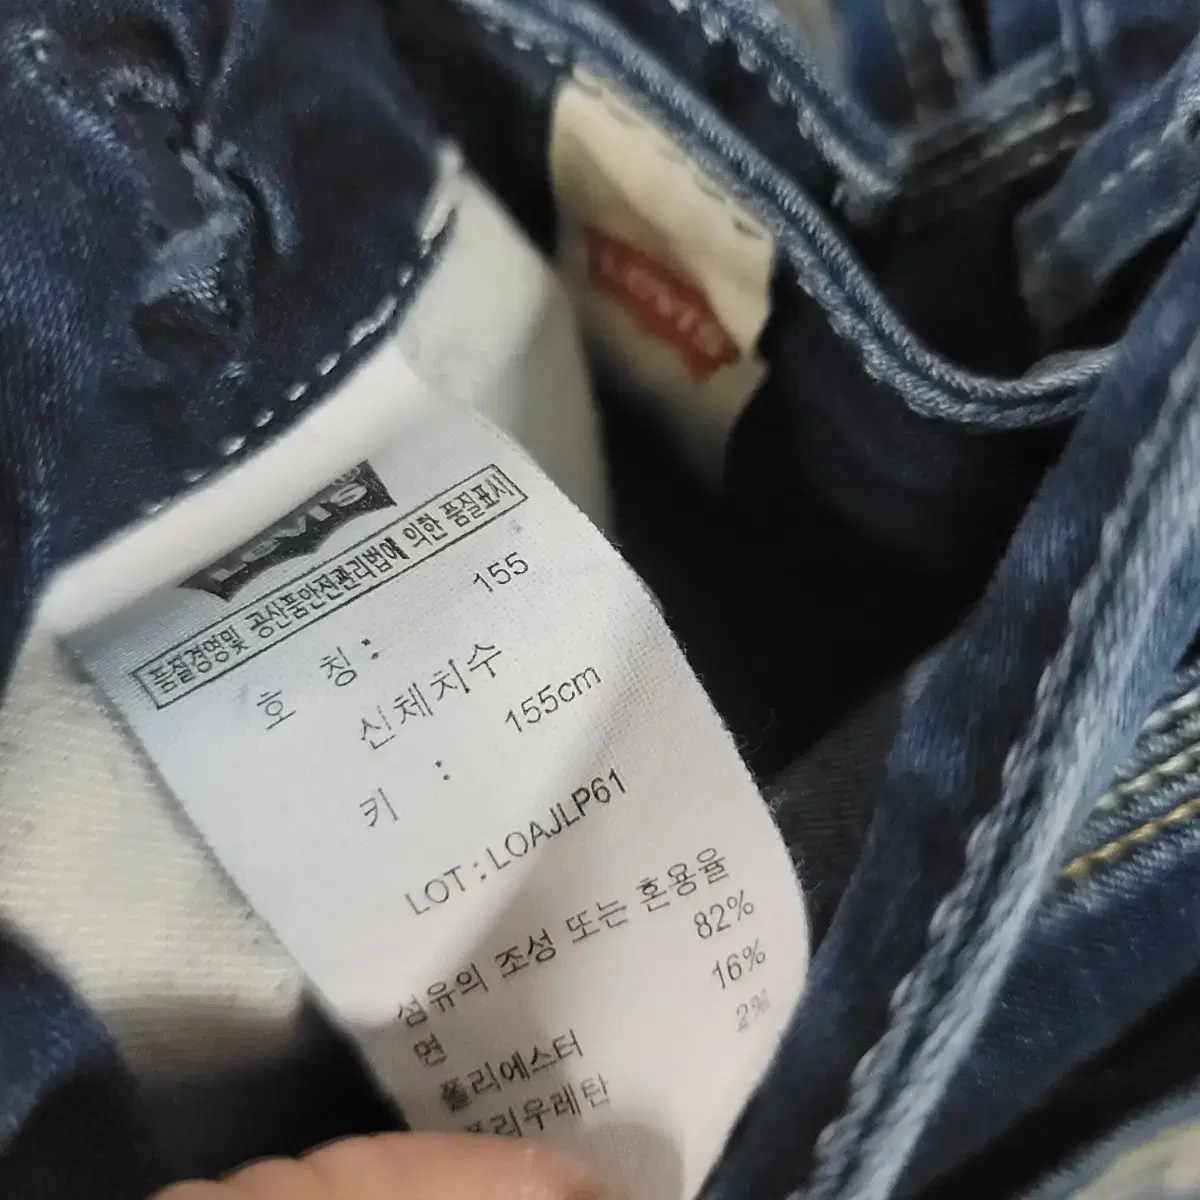 Levi's
Levi's®
품질경영및 공산품안전관리법에 의한 품질표시
호 칭: 155
신체치수
키 : 155cm
LOT : LOAJLP61
섬유의 조성 또는 혼용율
면 82%
폴리에스터 16%
폴리우레탄 2%